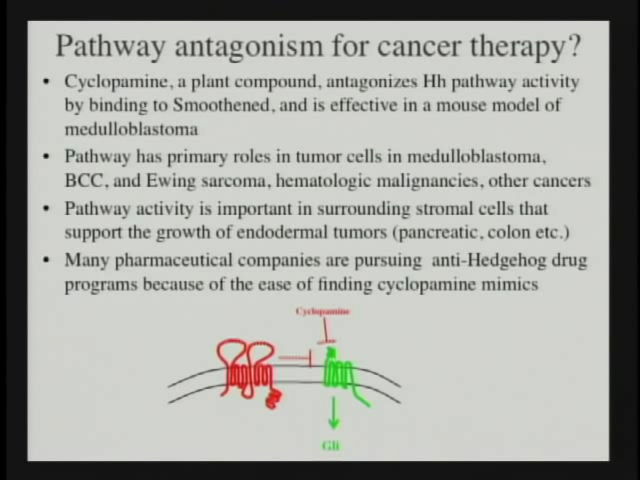 Pathway antagonism for cancer therapy?
• Cyclopamine, a plant compound, antagonizes Hh pathway activity
by binding to Smoothened, and is effective in a mouse model of
medulloblastoma
• Pathway has primary roles in tumor cells in medulloblastoma,
BCC, and Ewing sarcoma, hematologic malignancies, other cancers
• Pathway activity is important in surrounding stromal cells that
support the growth of endodermal tumors (pancreatic, colon etc.)
• Many pharmaceutical companies are pursuing anti-Hedgehog drug
programs because of the ease of finding cyclopamine mimics
Cyclopamine
Gli